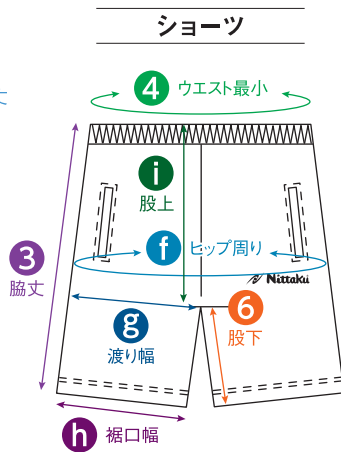 ショーツ
丈
4 ウエスト最小
i
股上
f ヒップ周り
3
脇丈
Nittaku
g
渡り幅
6
股下
h 裾口幅